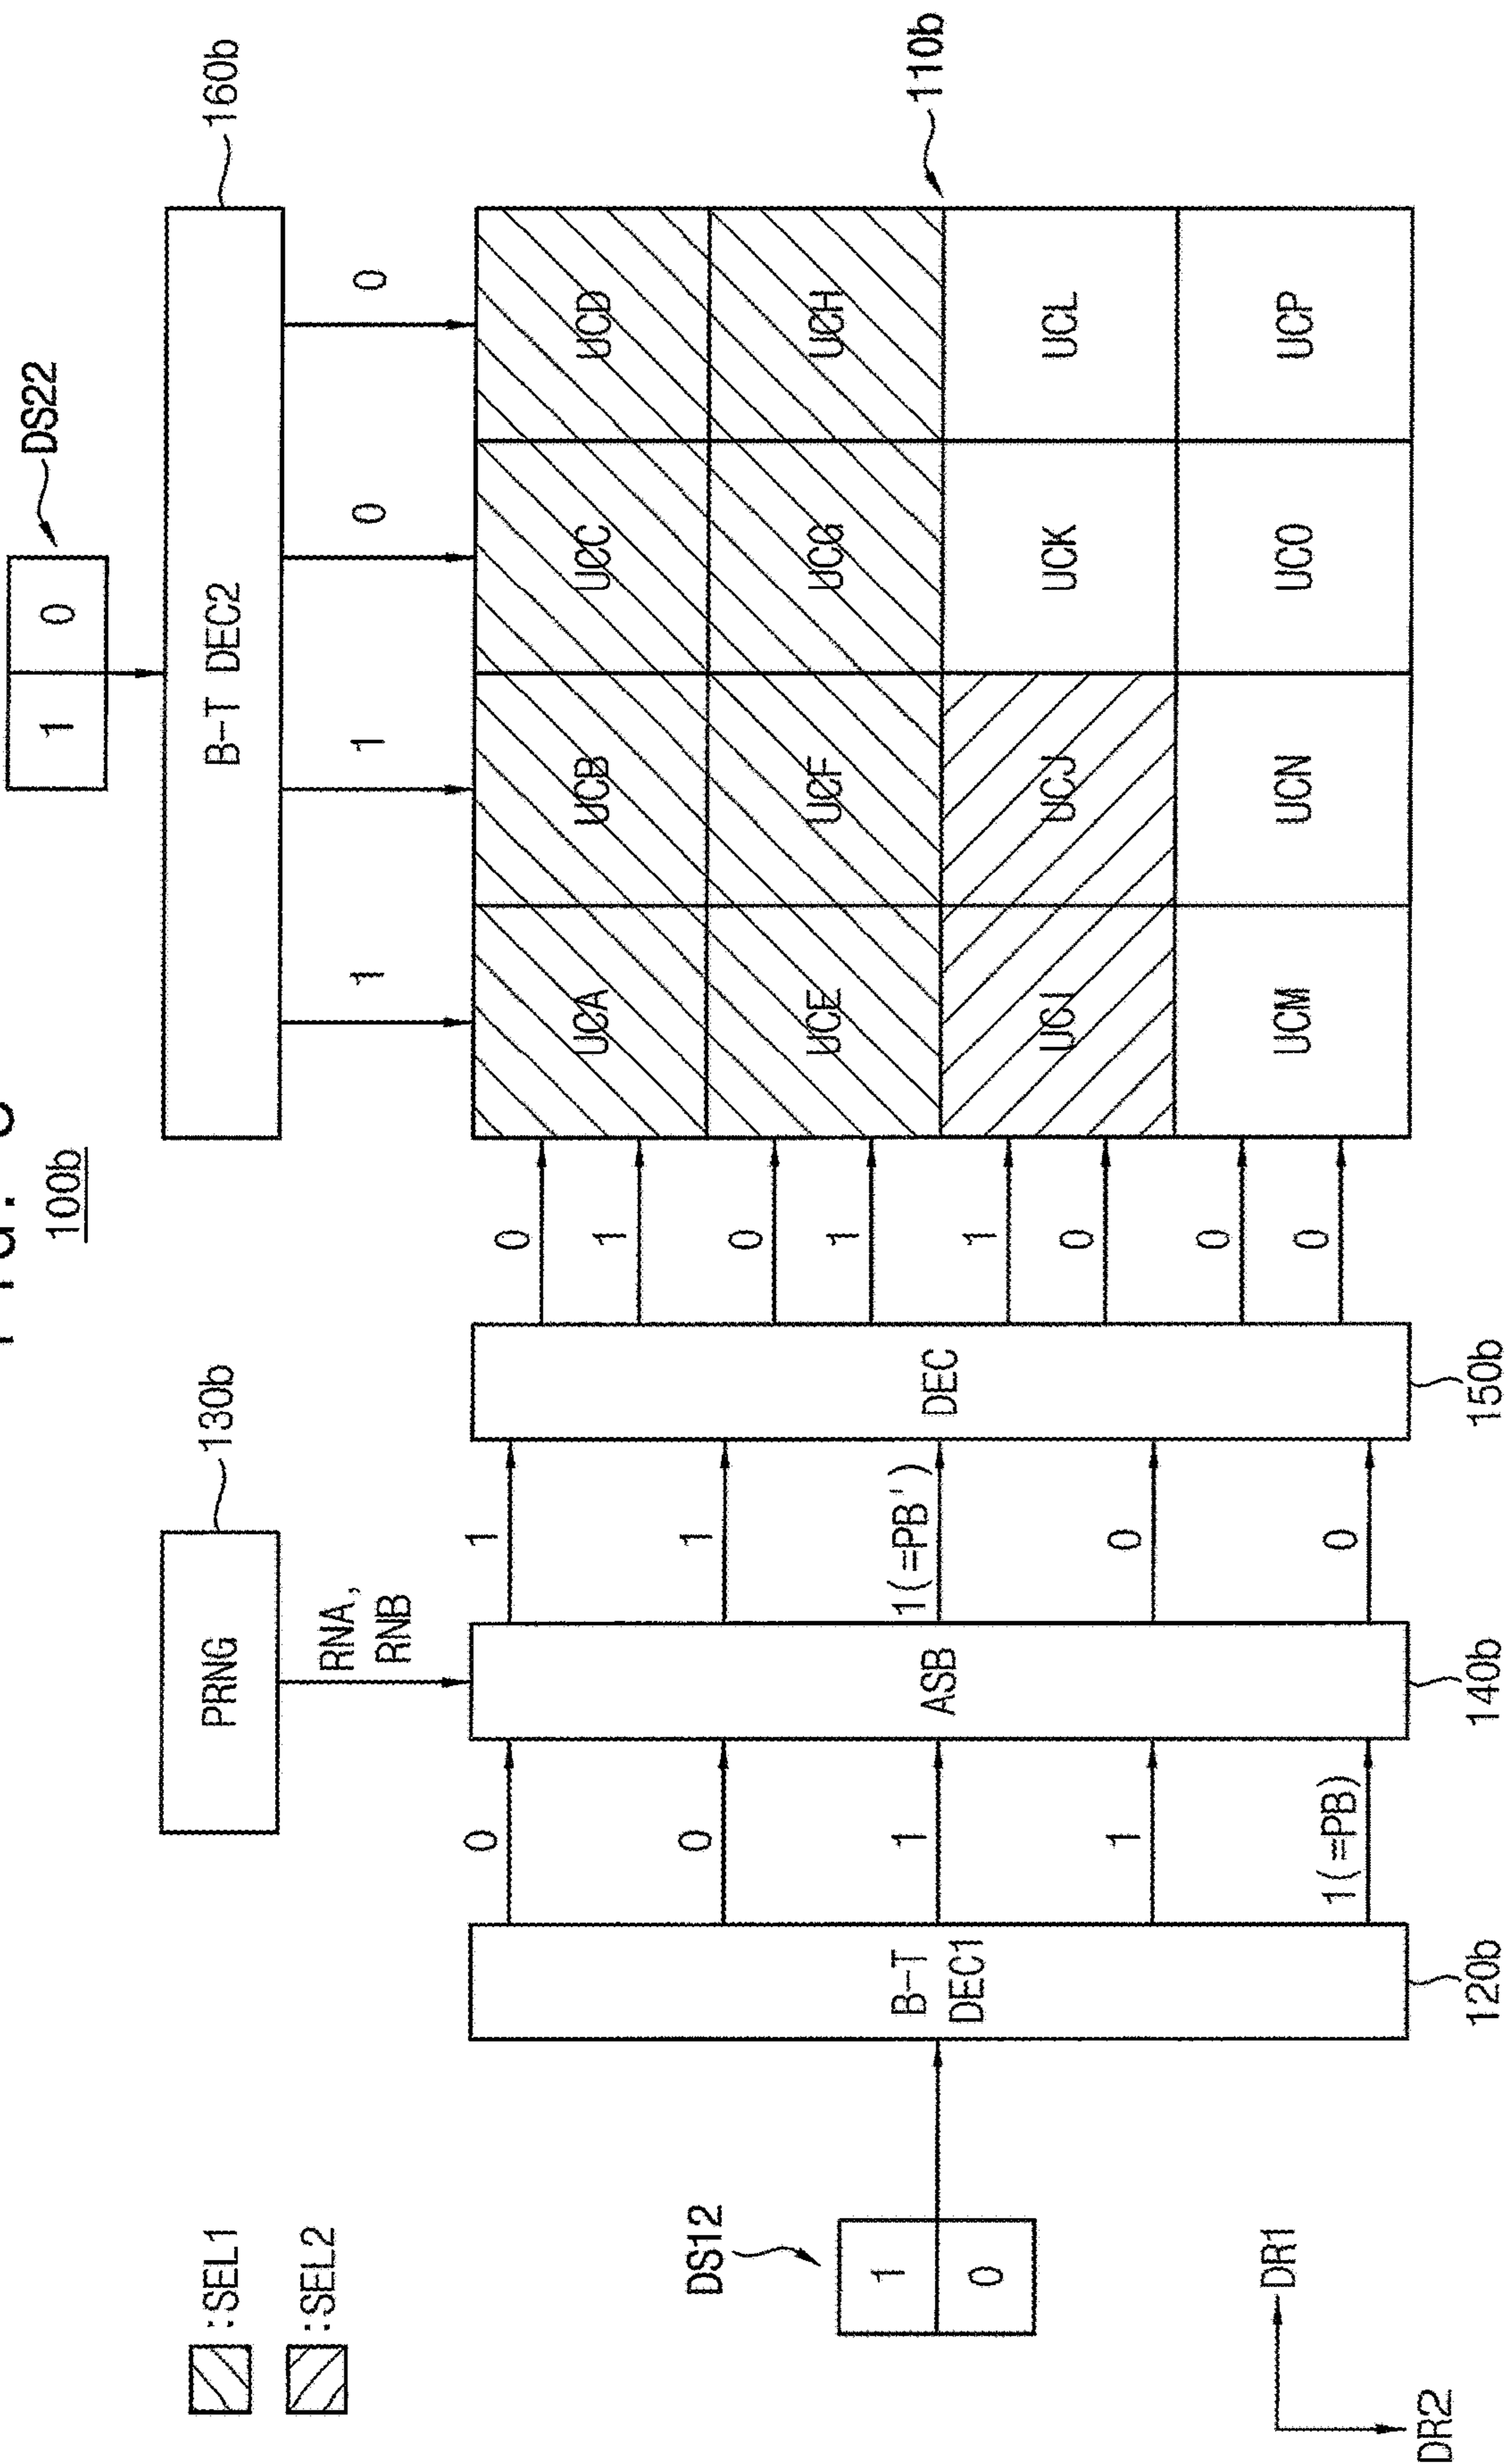 FIG.
100b
DS22
1 0
:SEL1
:SEL2
PRNG
130b
B-T DEC2
160b
RNA,
RNB
1 1 0 0
0 0 1 1 1(=PB)
1 1 1(=PB') 0 0
0 1 0 1 1 0 0 0
UCA UCB UCC UCD
UCE UCF UCG UCH
UCI UCJ UCK UCL
UCM UCN UCO UCP
110b
DS12
1
0
B-T
DEC1
ASB
DEC
120b
140b
150b
DR1
DR2